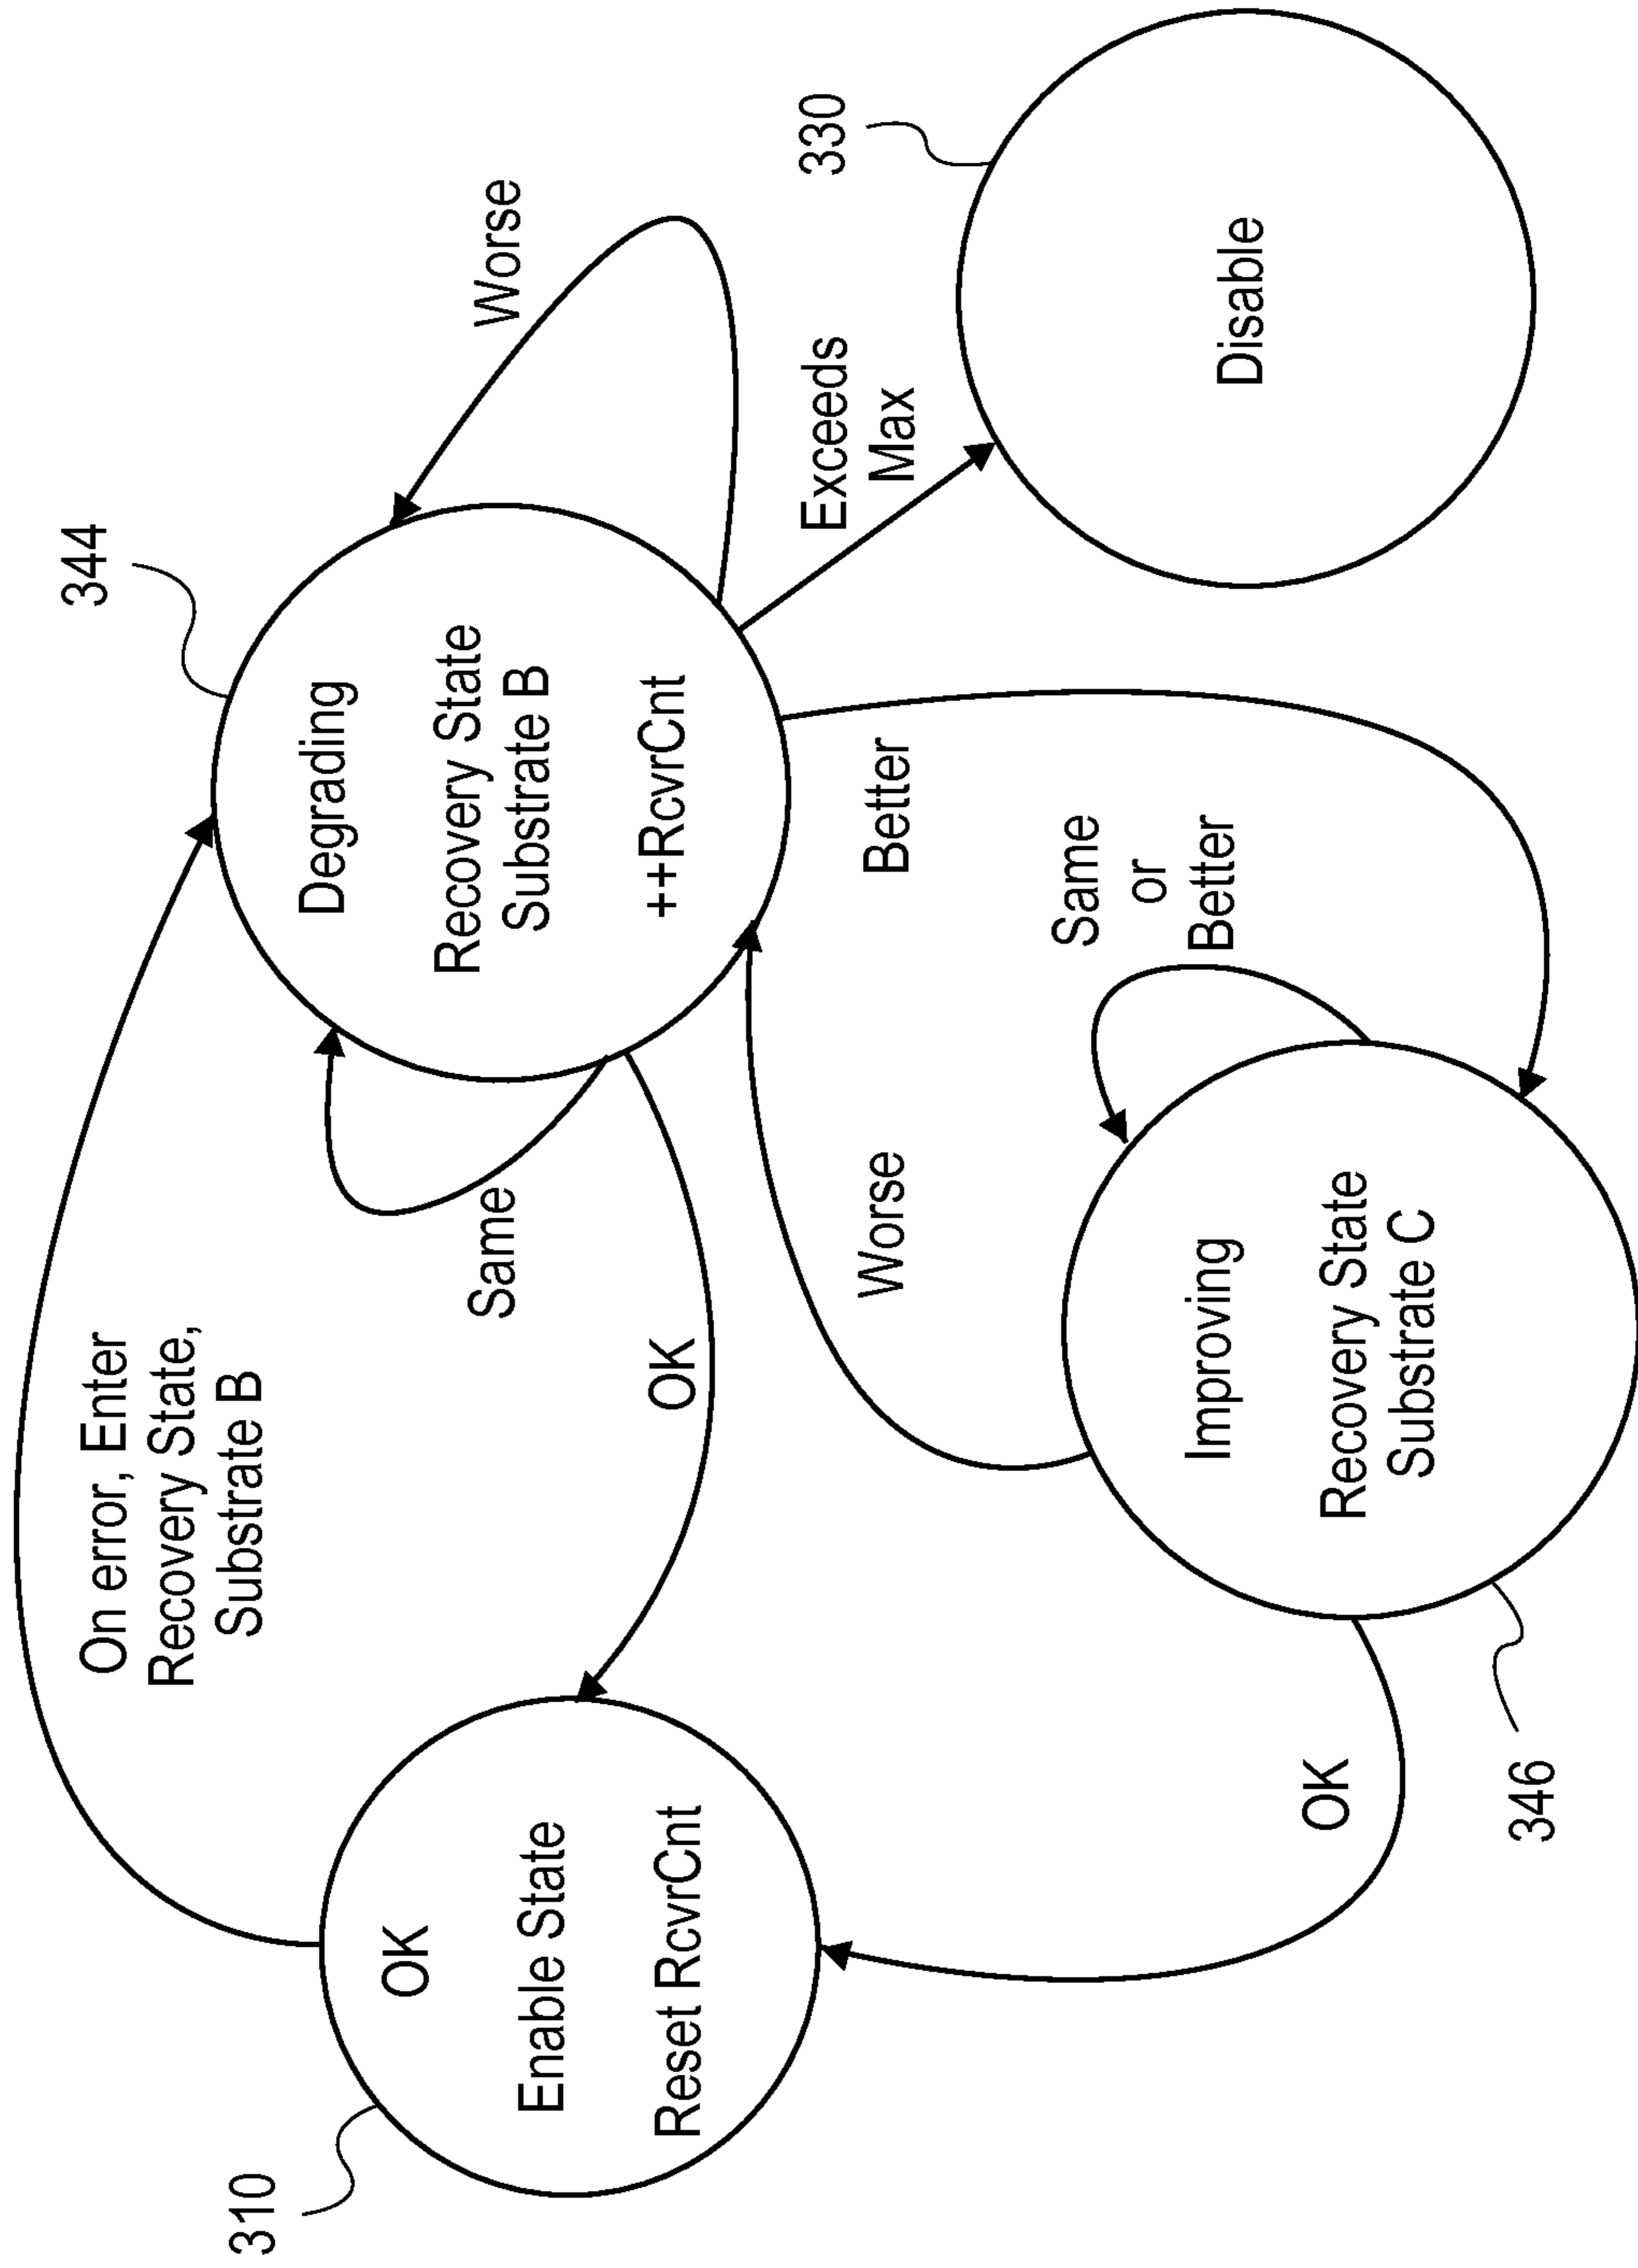 310
OK
Enable State
Reset RcvrCnt
On error, Enter
Recovery State,
Substrate B
344
Degrading
Recovery State
Substrate B
++RcvrCnt
Same
OK
Worse
Exceeds
Max
330
Disable
Better
Worse
Same
or
Better
Improving
Recovery State
Substrate C
OK
346